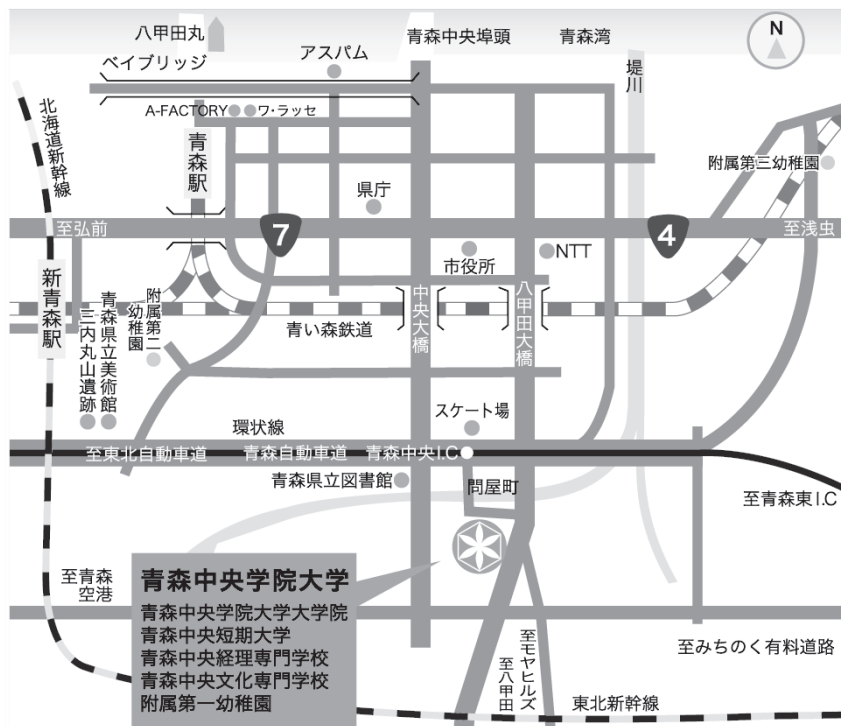 八甲田丸
ベイブリッジ
アスパム
青森中央埠頭
青森湾
N
堤川
北海道新幹線
A-FACTORY
ワ・ラッセ
青森駅
附属第三幼稚園
県庁
至弘前
7
4
至浅虫
市役所
NTT
新青森駅
中央大橋
八甲田大橋
青い森鉄道
附属第二
幼稚園
青森県立美術館
三内丸山遺跡
スケート場
環状線
至東北自動車道
青森自動車道
青森中央I.C
青森県立図書館
問屋町
至青森東I.C
至青森
空港
青森中央学院大学
青森中央学院大学大学院
青森中央短期大学
青森中央経理専門学校
青森中央文化専門学校
附属第一幼稚園
至モヤヒルズ
至八甲田
至みちのく有料道路
東北新幹線